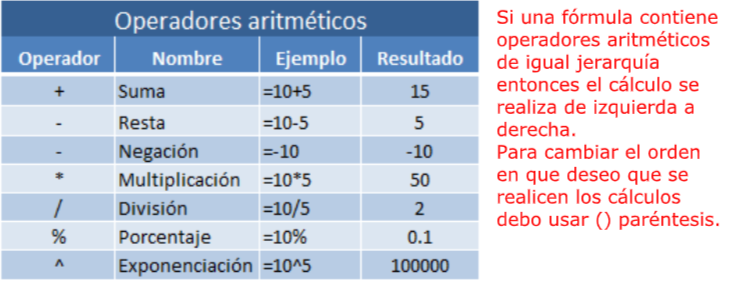 Operadores aritméticos
Operador Nombre Ejemplo Resultado
+ Suma =10+5 15
- Resta =10-5 5
- Negación =-10 -10
* Multiplicación =10*5 50
/ División =10/5 2
% Porcentaje =10% 0.1
^ Exponenciación =10^5 100000
Si una fórmula contiene
operadores aritméticos
de igual jerarquía
entonces el cálculo se
realiza de izquierda a
derecha.
Para cambiar el orden
en que deseo que se
realicen los cálculos
debo usar () paréntesis.